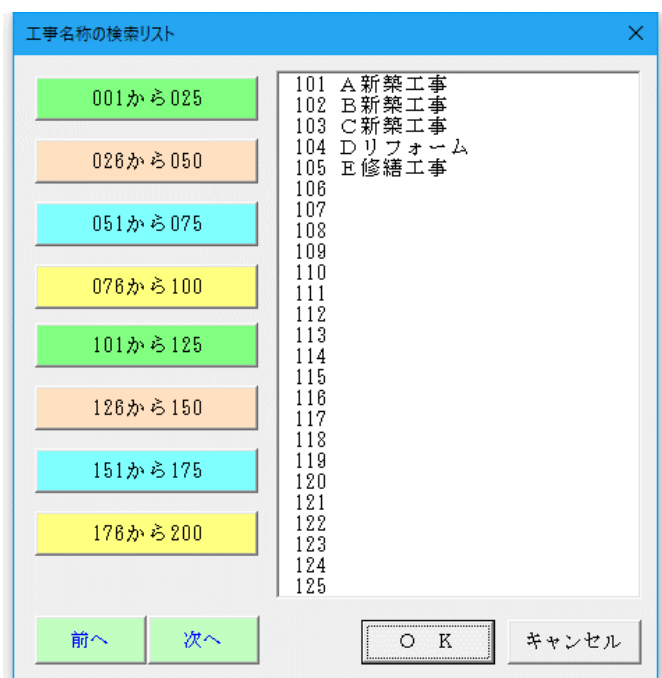 工事名称の検索リスト
001から025
026から050
051から075
076から100
101から125
126から150
151から175
176から200
101 A新築工事
102 B新築工事
103 C新築工事
104 Dリフォーム
105 E修繕工事
106
107
108
109
110
111
112
113
114
115
116
117
118
119
120
121
122
123
124
125
前へ
次へ
O K
キャンセル